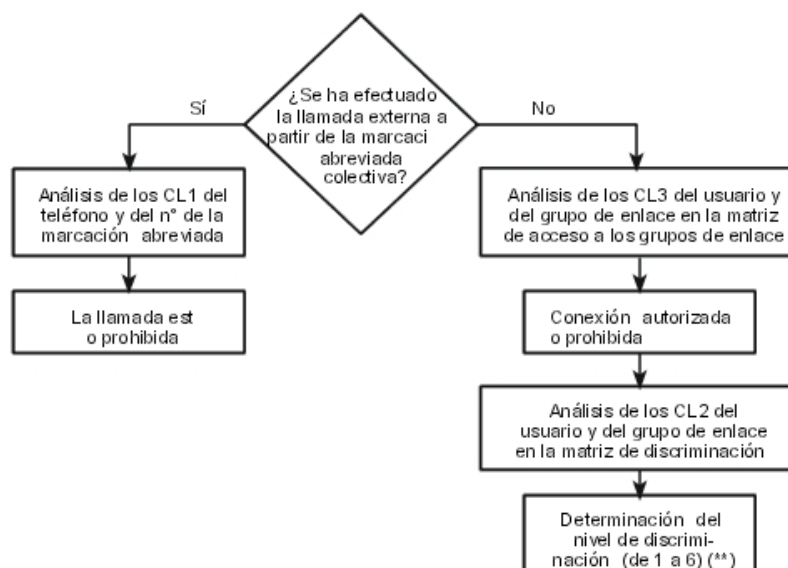 ¿Se ha efectuado
la llamada externa a
partir de la marcaci
abreviada
colectiva?
Sí
No
Análisis de los CL1 del
teléfono y del n° de la
marcación abreviada
La llamada est
o prohibida
Análisis de los CL3 del usuario y
del grupo de enlace en la matriz
de acceso a los grupos de enlace
Conexión autorizada
o prohibida
Análisis de los CL2 del
usuario y del grupo de enlace
en la matriz de discriminación
Determinación del
nivel de discrimi-
nación (de 1 a 6) (**)